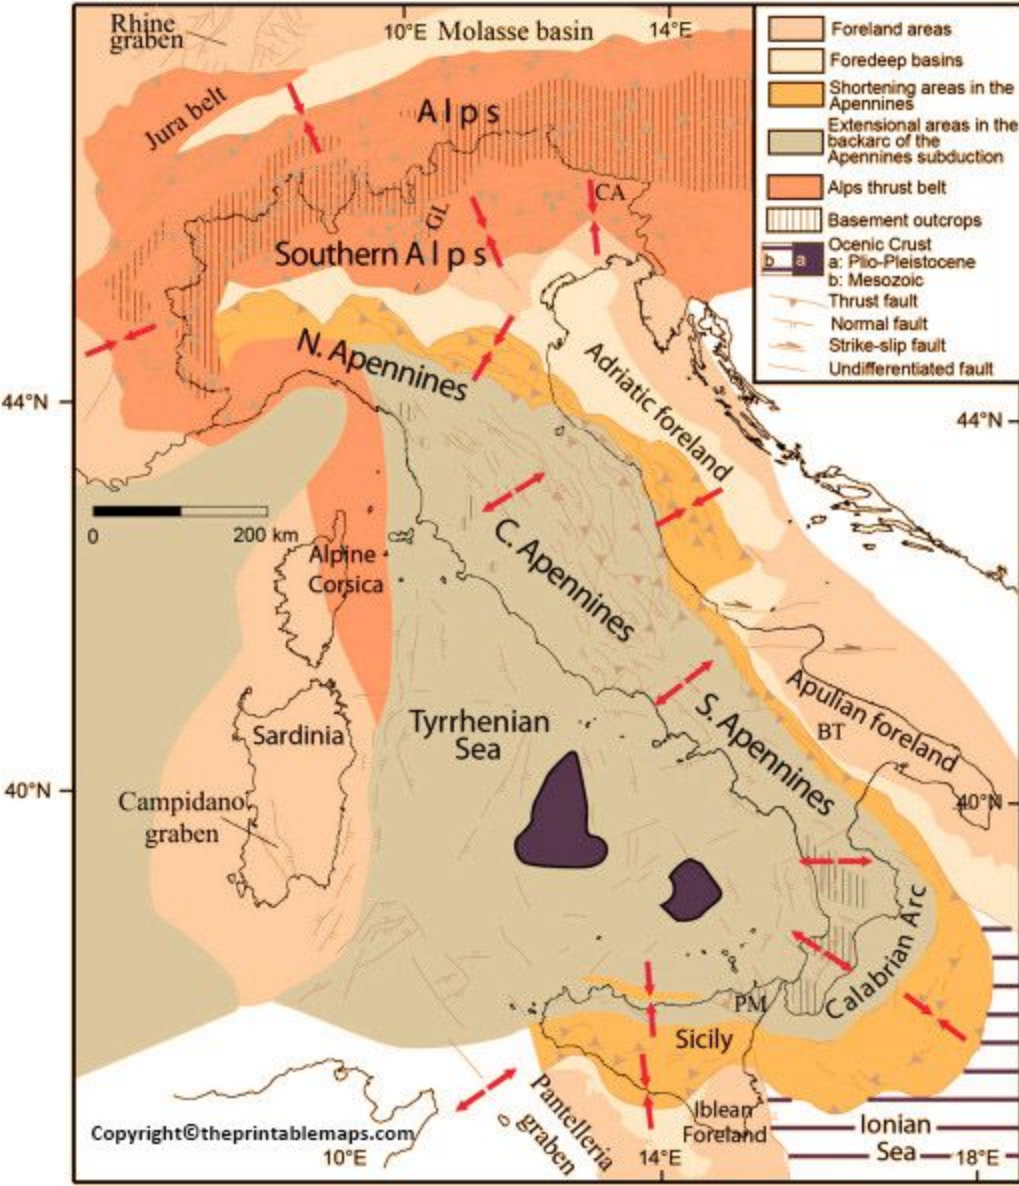 Rhine
graben
10°E
Molasse basin
14°E
Foreland areas
Foredeep basins
Shortening areas in the
Apennines
Extensional areas in the
backarc of the
Apennines subduction
Alps thrust belt
Basement outcrops
b a
Ocenic Crust
a: Plio-Pleistocene
b: Mesozoic
Thrust fault
Normal fault
Strike-slip fault
Undifferentiated fault
Jura belt
Alps
CA
GL
Southern Alps
N. Apennines
Adriatic foreland
44°N
44°N
0 200 km
Alpine
Corsica
C. Apennines
Sardinia
Tyrrhenian
Sea
S. Apennines
Apulian foreland
BT
40°N
40°N
Campidano
graben
Calabrian Arc
PM
Sicily
Pantelleria
graben
Iblean
Foreland
Ionian
Sea
Copyright©theprintablemaps.com
10°E
14°E
18°E